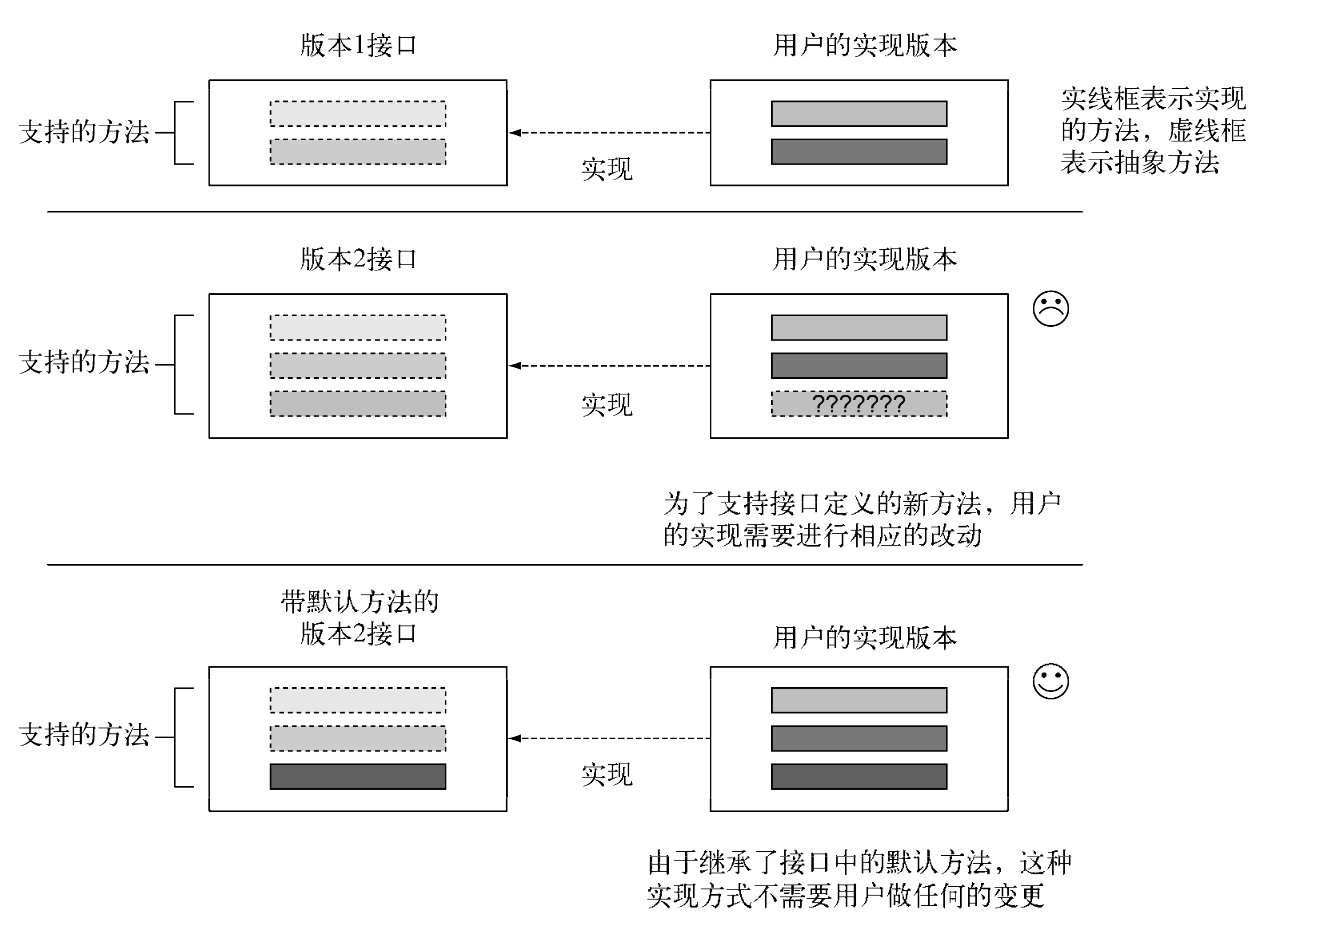 版本1接口
用户的实现版本
支持的方法
实现
实线框表示实现
的方法，虚线框
表示抽象方法
版本2接口
用户的实现版本
支持的方法
实现
???????
为了支持接口定义的新方法，用户
的实现需要进行相应的改动
带默认方法的
版本2接口
用户的实现版本
支持的方法
实现
由于继承了接口中的默认方法，这种
实现方式不需要用户做任何的变更